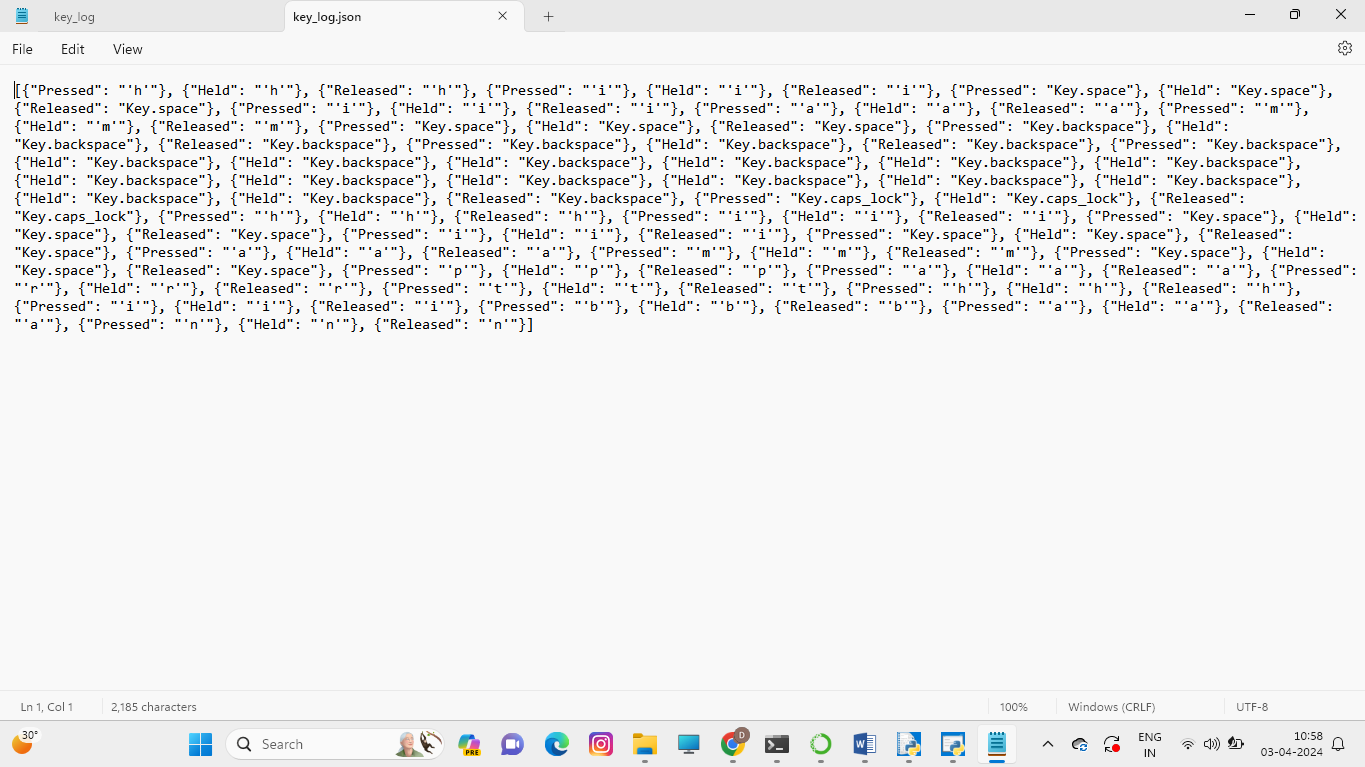 key_log
key_log.json
File Edit View
[{"Pressed": "'h'"}, {"Held": "'h'"}, {"Released": "'h'"}, {"Pressed": "'i'"}, {"Held": "'i'"}, {"Released": "'i'"}, {"Pressed": "Key.space"}, {"Held": "Key.space"},
{"Released": "Key.space"}, {"Pressed": "'i'"}, {"Held": "'i'"}, {"Released": "'i'"}, {"Pressed": "'a'"}, {"Held": "'a'"}, {"Released": "'a'"}, {"Pressed": "'m'"},
{"Held": "'m'"}, {"Released": "'m'"}, {"Pressed": "Key.space"}, {"Held": "Key.space"}, {"Released": "Key.space"}, {"Pressed": "Key.backspace"}, {"Held":
"Key.backspace"}, {"Released": "Key.backspace"}, {"Pressed": "Key.backspace"}, {"Held": "Key.backspace"}, {"Released": "Key.backspace"}, {"Pressed": "Key.backspace"},
{"Held": "Key.backspace"}, {"Held": "Key.backspace"}, {"Held": "Key.backspace"}, {"Held": "Key.backspace"}, {"Held": "Key.backspace"}, {"Held": "Key.backspace"},
{"Held": "Key.backspace"}, {"Held": "Key.backspace"}, {"Held": "Key.backspace"}, {"Held": "Key.backspace"}, {"Held": "Key.backspace"}, {"Held": "Key.backspace"},
{"Held": "Key.backspace"}, {"Held": "Key.backspace"}, {"Released": "Key.backspace"}, {"Pressed": "Key.caps_lock"}, {"Held": "Key.caps_lock"}, {"Released":
"Key.caps_lock"}, {"Pressed": "'h'"}, {"Held": "'h'"}, {"Released": "'h'"}, {"Pressed": "'i'"}, {"Held": "'i'"}, {"Released": "'i'"}, {"Pressed": "Key.space"}, {"Held":
"Key.space"}, {"Released": "Key.space"}, {"Pressed": "'i'"}, {"Held": "'i'"}, {"Released": "'i'"}, {"Pressed": "Key.space"}, {"Held": "Key.space"}, {"Released":
"Key.space"}, {"Pressed": "'a'"}, {"Held": "'a'"}, {"Released": "'a'"}, {"Pressed": "'m'"}, {"Held": "'m'"}, {"Released": "'m'"}, {"Pressed": "Key.space"}, {"Held":
"Key.space"}, {"Released": "Key.space"}, {"Pressed": "'p'"}, {"Held": "'p'"}, {"Released": "'p'"}, {"Pressed": "'a'"}, {"Held": "'a'"}, {"Released": "'a'"}, {"Pressed":
"'r'"}, {"Held": "'r'"}, {"Released": "'r'"}, {"Pressed": "'t'"}, {"Held": "'t'"}, {"Released": "'t'"}, {"Pressed": "'h'"}, {"Held": "'h'"}, {"Released": "'h'"},
{"Pressed": "'i'"}, {"Held": "'i'"}, {"Released": "'i'"}, {"Pressed": "'b'"}, {"Held": "'b'"}, {"Released": "'b'"}, {"Pressed": "'a'"}, {"Held": "'a'"}, {"Released":
"'a'"}, {"Pressed": "'n'"}, {"Held": "'n'"}, {"Released": "'n'"}]
Ln 1, Col 1 2,185 characters 100% Windows (CRLF) UTF-8
30°
Search
PRE
D
ENG
IN
10:58
03-04-2024